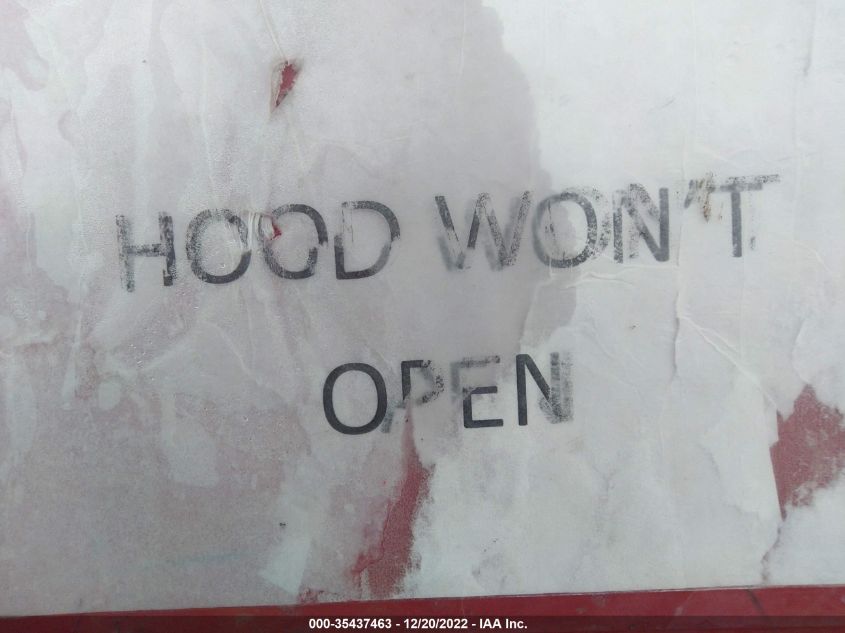 HOOD WON'T
OPEN
000-35437463 - 12/20/2022 - IAA Inc.